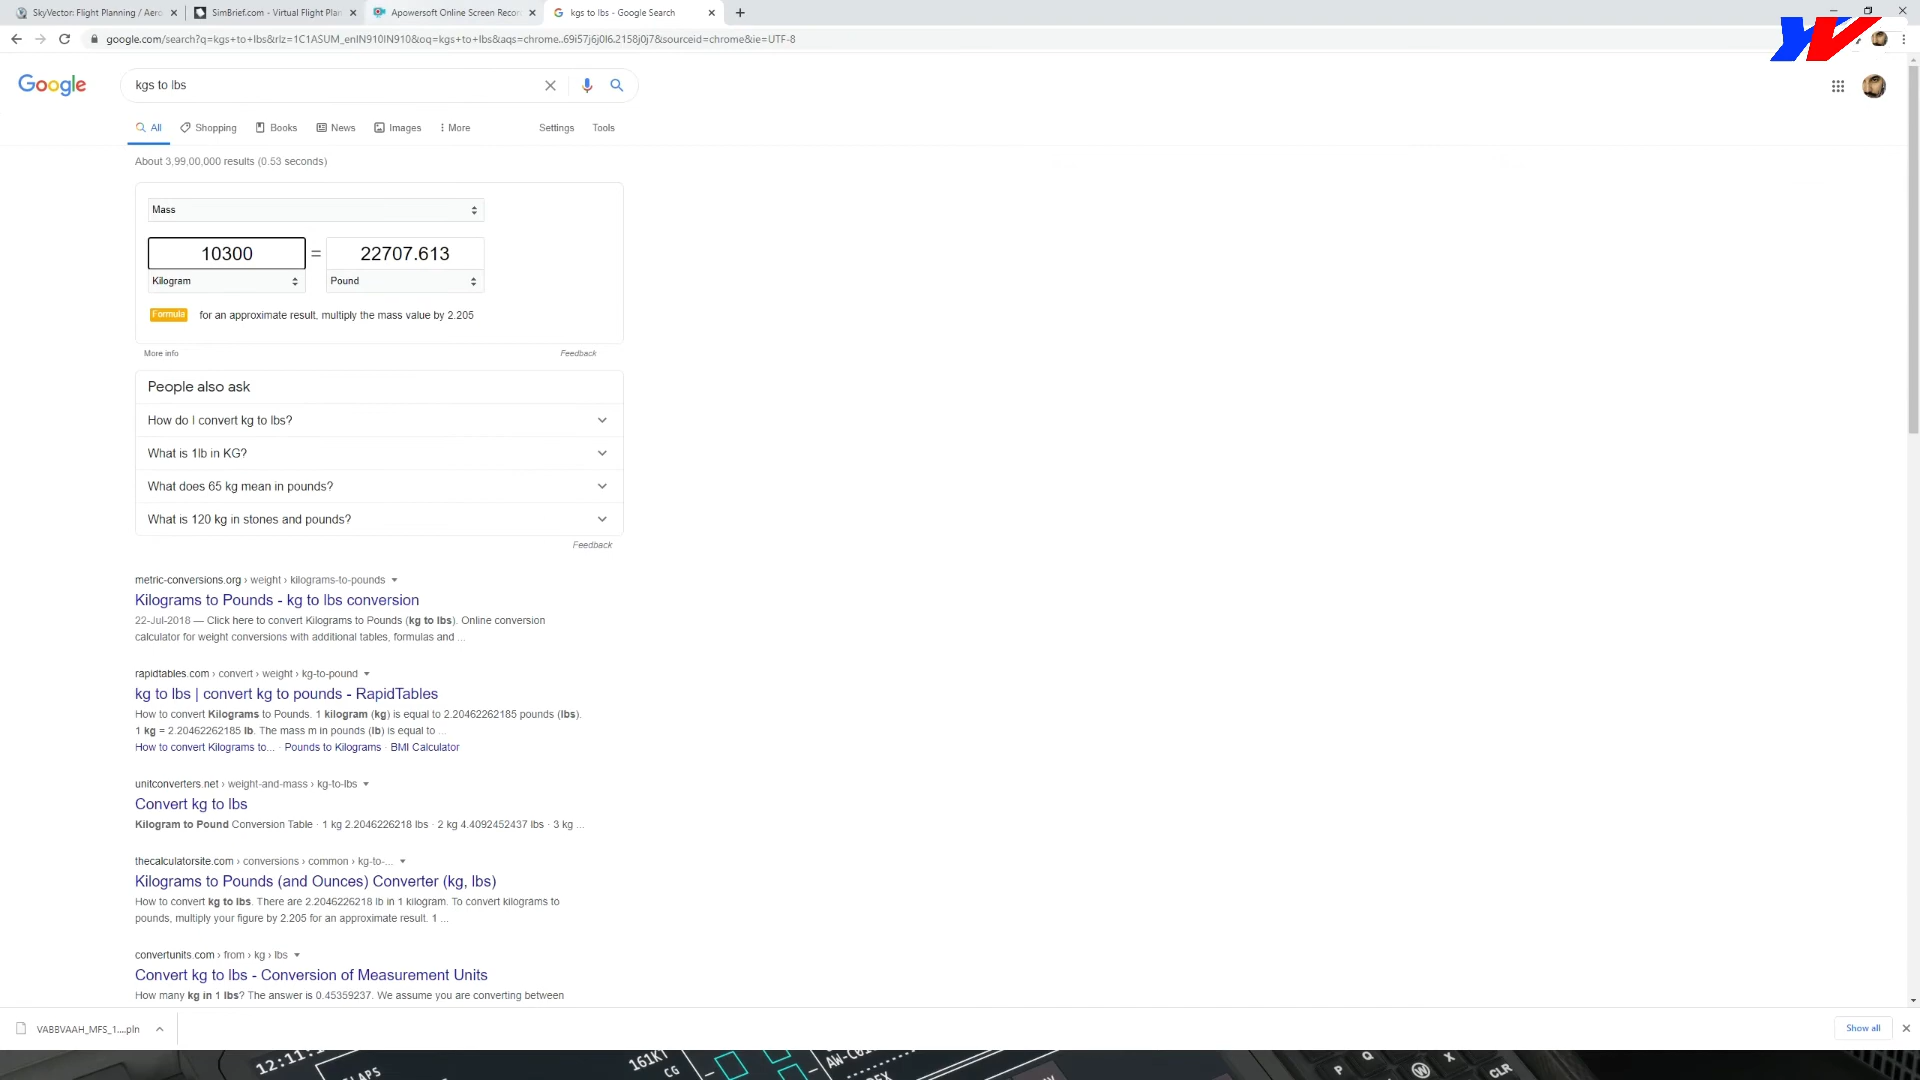 SkyVector: Flight Planning / Aero
SimBrief.com - Virtual Flight Plan
Apowersoft Online Screen Recor
kgs to lbs - Google Search
google.com/search?q=kgs+to+lbs&rlz=1C1ASUM_enIN910IN910&oq=kgs+to+lbs&aqs=chrome..69i57j6j0l6.2158j0j7&sourceid=chrome&ie=UTF-8
Google
kgs to lbs
All Shopping Books News Images More Settings Tools
About 3,99,00,000 results (0.53 seconds)
Mass
10300 = 22707.613
Kilogram Pound
Formula for an approximate result, multiply the mass value by 2.205
More info Feedback
People also ask
How do I convert kg to lbs?
What is 1lb in KG?
What does 65 kg mean in pounds?
What is 120 kg in stones and pounds?
Feedback
metric-conversions.org › weight › kilograms-to-pounds
Kilograms to Pounds - kg to lbs conversion
22-Jul-2018 — Click here to convert Kilograms to Pounds (kg to lbs). Online conversion
calculator for weight conversions with additional tables, formulas and ...
rapidtables.com › convert › weight › kg-to-pound
kg to lbs | convert kg to pounds - RapidTables
How to convert Kilograms to Pounds. 1 kilogram (kg) is equal to 2.20462262185 pounds (lbs).
1 kg = 2.20462262185 lb. The mass m in pounds (lb) is equal to ...
How to convert Kilograms to... · Pounds to Kilograms · BMI Calculator
unitconverters.net › weight-and-mass › kg-to-lbs
Convert kg to lbs
Kilogram to Pound Conversion Table · 1 kg 2.2046226218 lbs · 2 kg 4.4092452437 lbs · 3 kg ...
thecalculatorsite.com › conversions › common › kg-to-...
Kilograms to Pounds (and Ounces) Converter (kg, lbs)
How to convert kg to lbs. There are 2.2046226218 lb in 1 kilogram. To convert kilograms to
pounds, multiply your figure by 2.205 for an approximate result. 1 ...
convertunits.com › from › kg › lbs
Convert kg to lbs - Conversion of Measurement Units
How many kg in 1 lbs? The answer is 0.45359237. We assume you are converting between
VABBVAAH_MFS_1....pln
Show all
12:11:
161KT
CG
P Q W X CLR